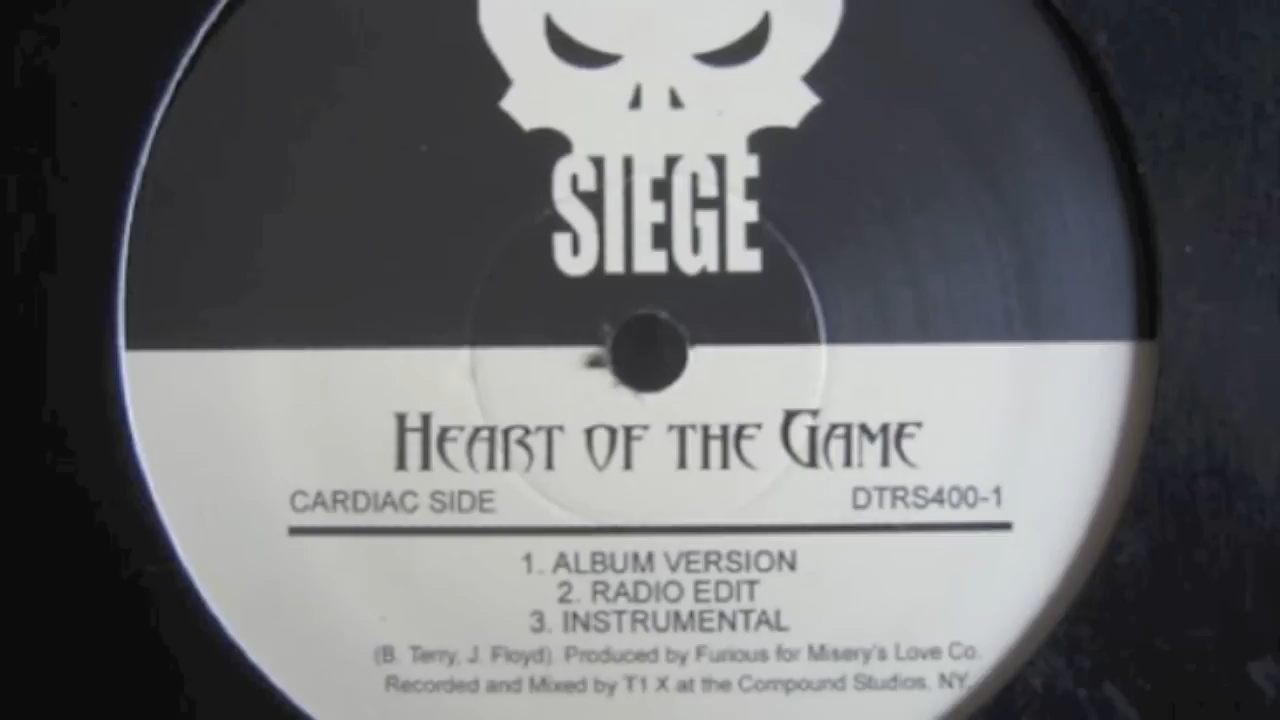 SIEGE
HEART OF THE GAME
CARDIAC SIDE DTRS400-1
1. ALBUM VERSION
2. RADIO EDIT
3. INSTRUMENTAL
(B. Terry, J. Floyd) Produced by Furious for Misery's Love Co.
Recorded and Mixed by T1 X at the Compound Studios, NY